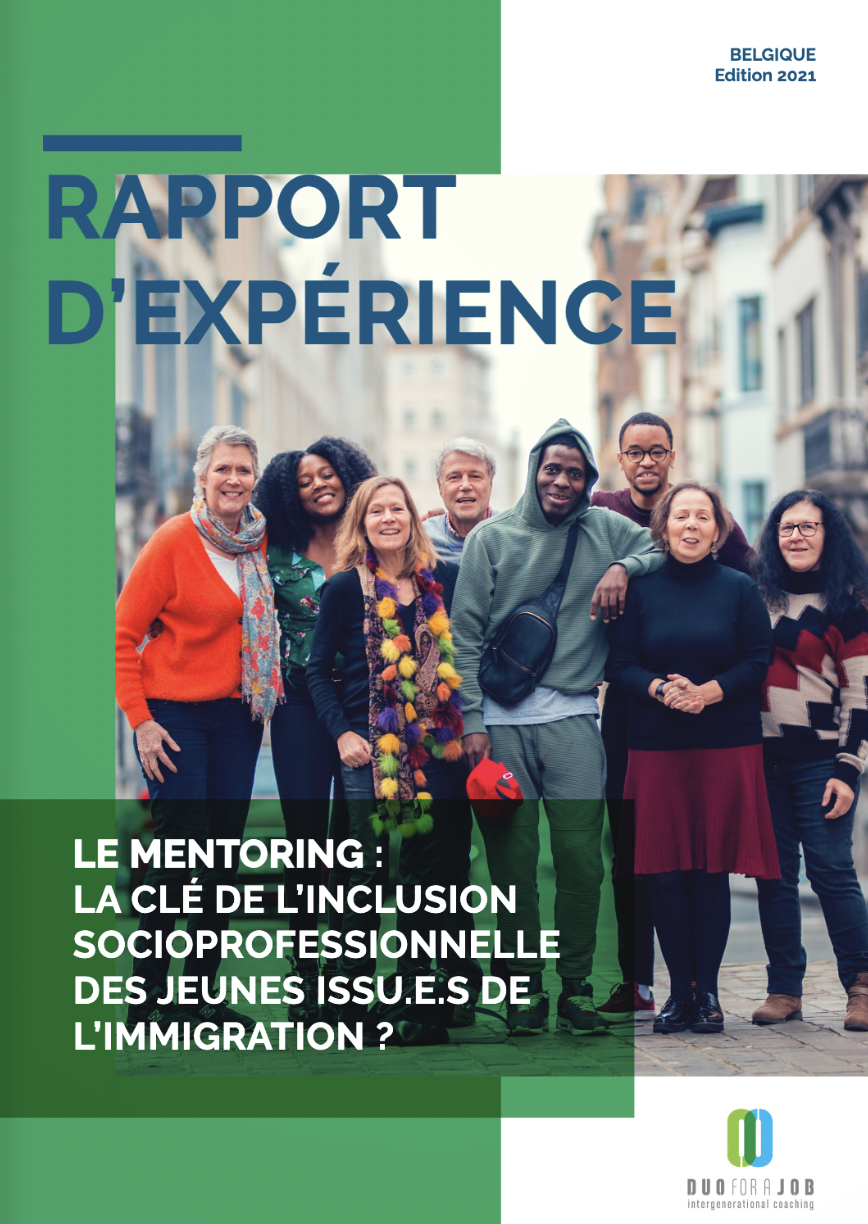 BELGIQUE
Edition 2021
RAPPORT
D’EXPÉRIENCE
LE MENTORING :
LA CLÉ DE L’INCLUSION
SOCIOPROFESSIONNELLE
DES JEUNES ISSU.E.S DE
L’IMMIGRATION ?
DUO FOR A JOB
intergenerational coaching